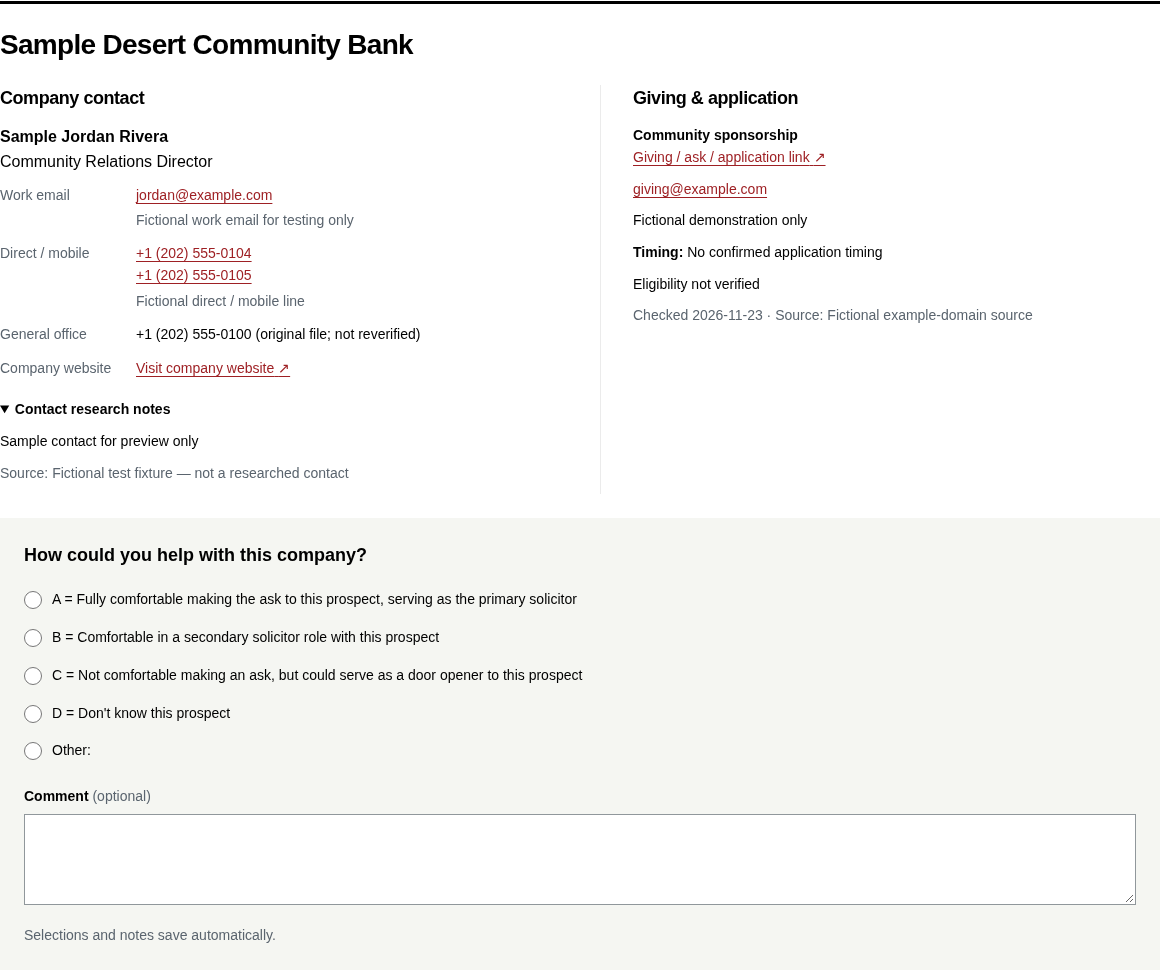 Sample Desert Community Bank
Company contact
Sample Jordan Rivera
Community Relations Director
Work email jordan@example.com
Fictional work email for testing only
Direct / mobile +1 (202) 555-0104
+1 (202) 555-0105
Fictional direct / mobile line
General office +1 (202) 555-0100 (original file; not reverified)
Company website Visit company website ↗
▼ Contact research notes
Sample contact for preview only
Source: Fictional test fixture — not a researched contact
Giving & application
Community sponsorship
Giving / ask / application link ↗
giving@example.com
Fictional demonstration only
Timing: No confirmed application timing
Eligibility not verified
Checked 2026-11-23 · Source: Fictional example-domain source
How could you help with this company?
A = Fully comfortable making the ask to this prospect, serving as the primary solicitor
B = Comfortable in a secondary solicitor role with this prospect
C = Not comfortable making an ask, but could serve as a door opener to this prospect
D = Don't know this prospect
Other:
Comment (optional)
Selections and notes save automatically.